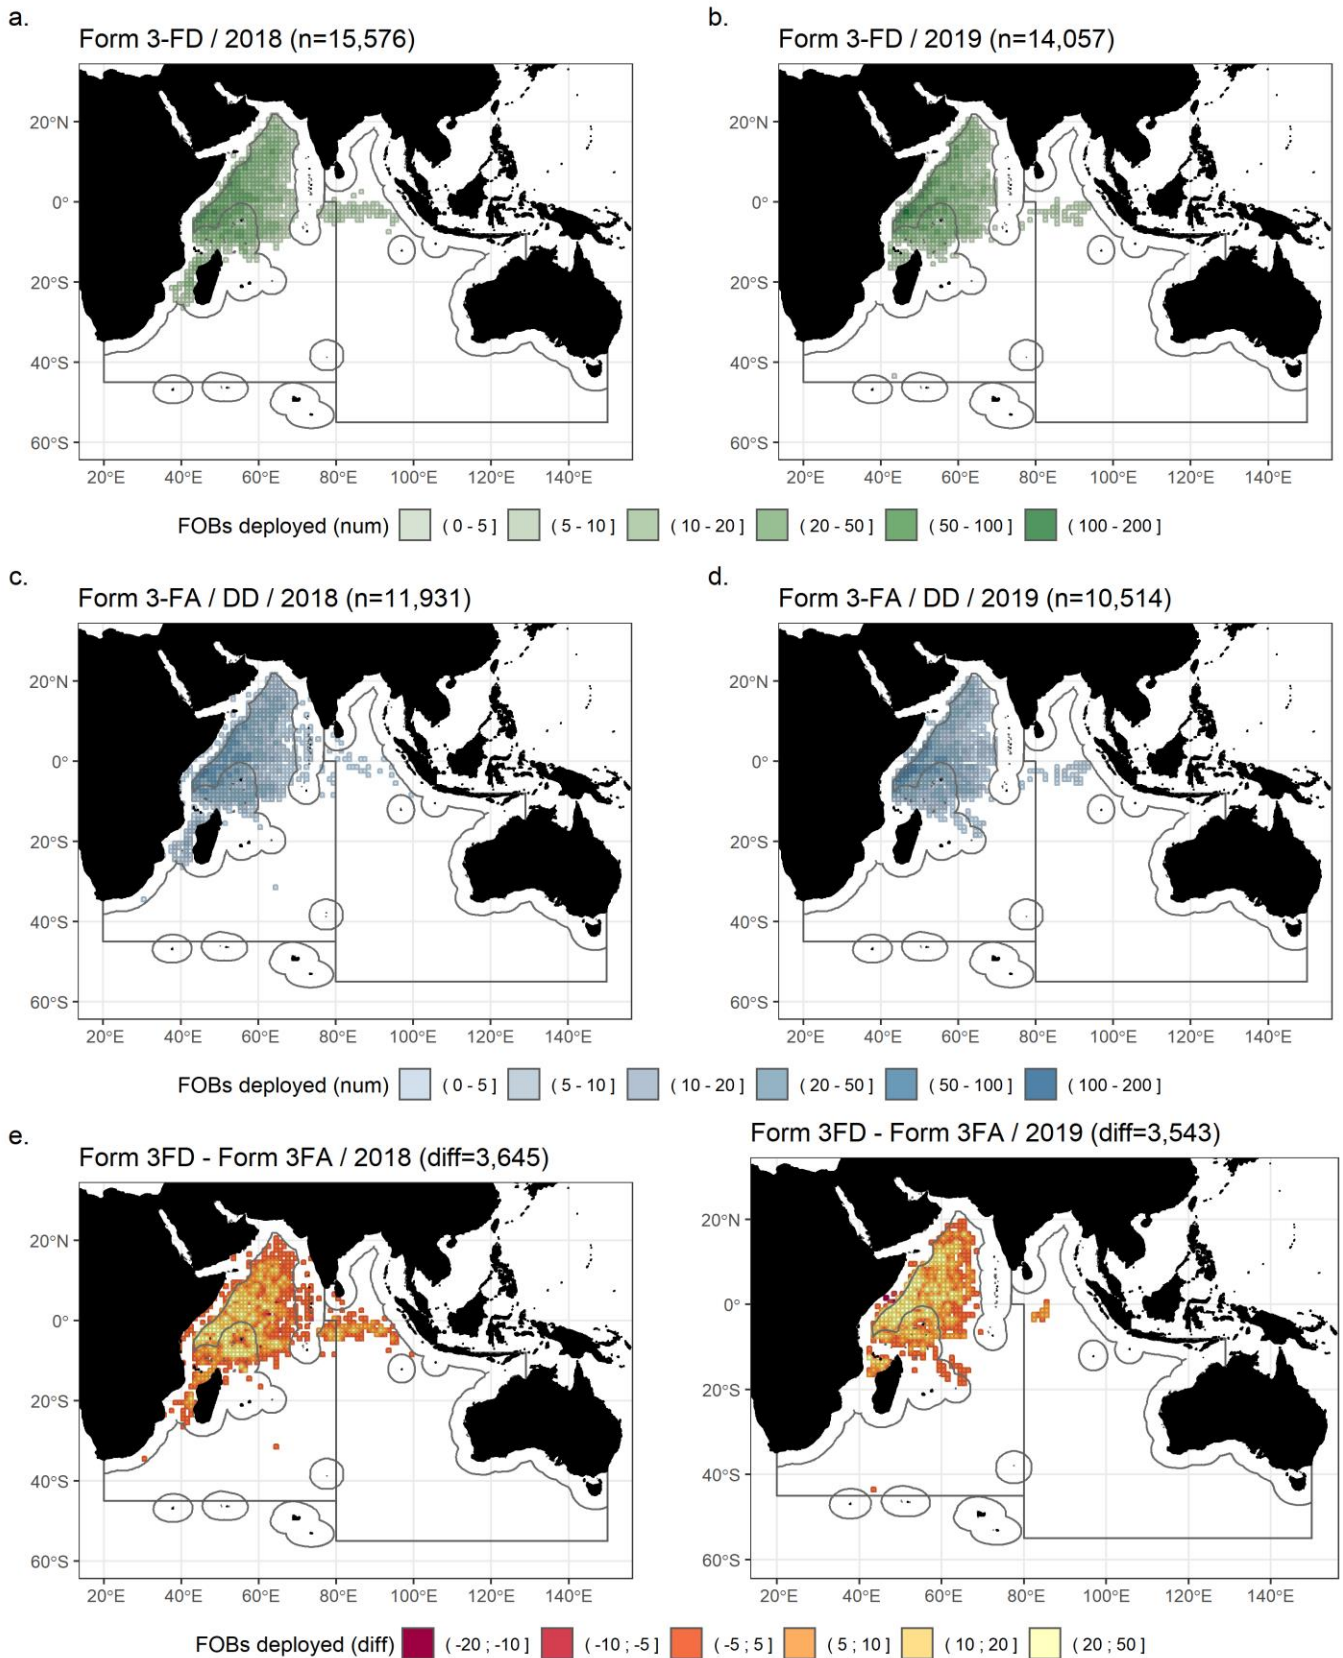 a.
Form 3-FD / 2018 (n=15,576)
20°N
0°
20°S
40°S
60°S
20°E 40°E 60°E 80°E 100°E 120°E 140°E
b.
Form 3-FD / 2019 (n=14,057)
20°N
0°
20°S
40°S
60°S
20°E 40°E 60°E 80°E 100°E 120°E 140°E
FOBs deployed (num) ( 0 - 5 ] ( 5 - 10 ] ( 10 - 20 ] ( 20 - 50 ] ( 50 - 100 ] ( 100 - 200 ]
c.
Form 3-FA / DD / 2018 (n=11,931)
20°N
0°
20°S
40°S
60°S
20°E 40°E 60°E 80°E 100°E 120°E 140°E
d.
Form 3-FA / DD / 2019 (n=10,514)
20°N
0°
20°S
40°S
60°S
20°E 40°E 60°E 80°E 100°E 120°E 140°E
FOBs deployed (num) ( 0 - 5 ] ( 5 - 10 ] ( 10 - 20 ] ( 20 - 50 ] ( 50 - 100 ] ( 100 - 200 ]
e.
Form 3FD - Form 3FA / 2018 (diff=3,645)
20°N
0°
20°S
40°S
60°S
20°E 40°E 60°E 80°E 100°E 120°E 140°E
Form 3FD - Form 3FA / 2019 (diff=3,543)
20°N
0°
20°S
40°S
60°S
20°E 40°E 60°E 80°E 100°E 120°E 140°E
FOBs deployed (diff) ( -20 ; -10 ] ( -10 ; -5 ] ( -5 ; 5 ] ( 5 ; 10 ] ( 10 ; 20 ] ( 20 ; 50 ]